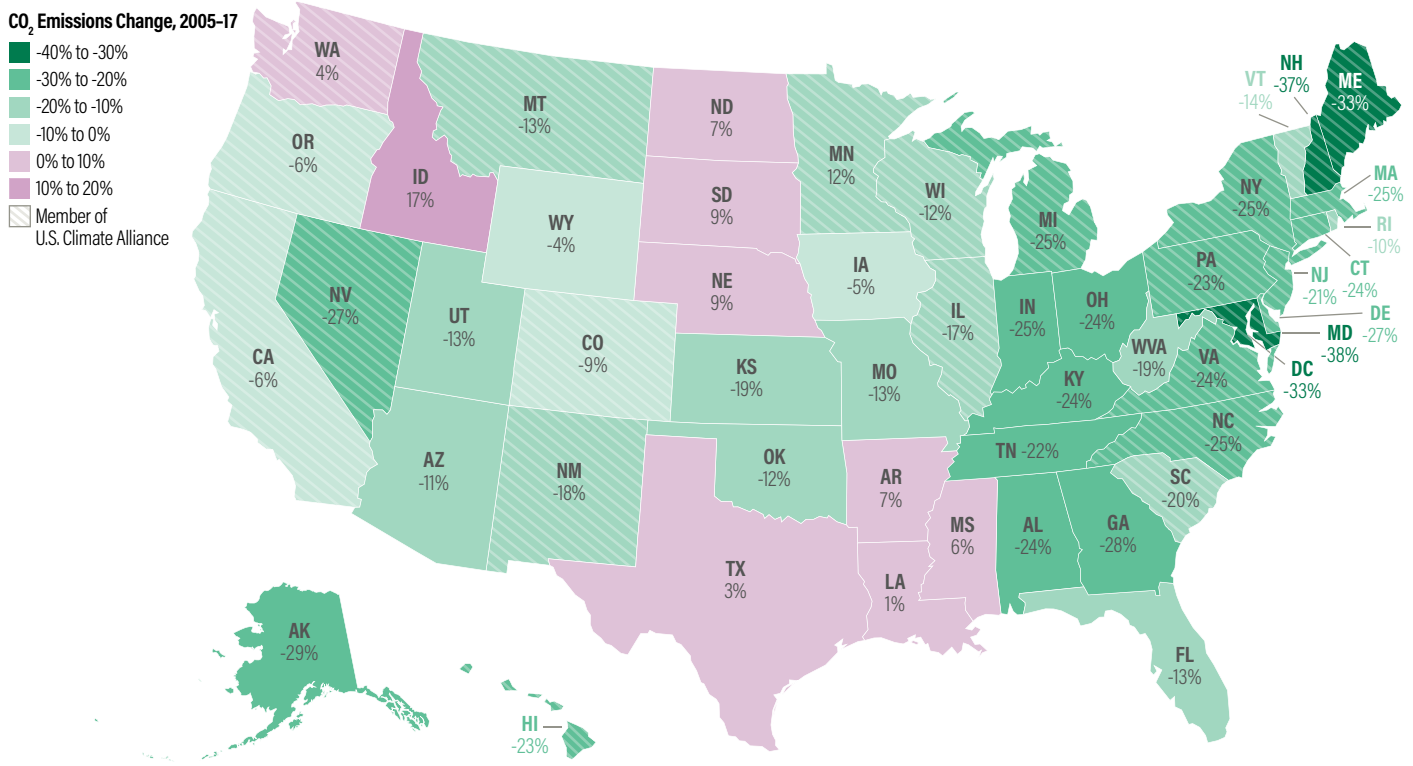 CO₂ Emissions Change, 2005–17
-40% to -30%
-30% to -20%
-20% to -10%
-10% to 0%
0% to 10%
10% to 20%
Member of
U.S. Climate Alliance
WA
4%
OR
-6%
CA
-6%
ID
17%
NV
-27%
MT
-13%
WY
-4%
UT
-13%
CO
-9%
AZ
-11%
NM
-18%
ND
7%
SD
9%
NE
9%
KS
-19%
OK
-12%
TX
3%
MN
12%
IA
-5%
MO
-13%
AR
7%
LA
1%
WI
-12%
IL
-17%
MS
6%
MI
-25%
IN
-25%
OH
-24%
KY
-24%
TN -22%
AL
-24%
GA
-28%
FL
-13%
SC
-20%
NC
-25%
VA
-24%
WVA
-19%
PA
-23%
NY
-25%
VT
-14%
NH
-37%
ME
-33%
MA
-25%
RI
-10%
CT
-24%
NJ
-21%
DE
-27%
MD
-38%
DC
-33%
AK
-29%
HI
-23%